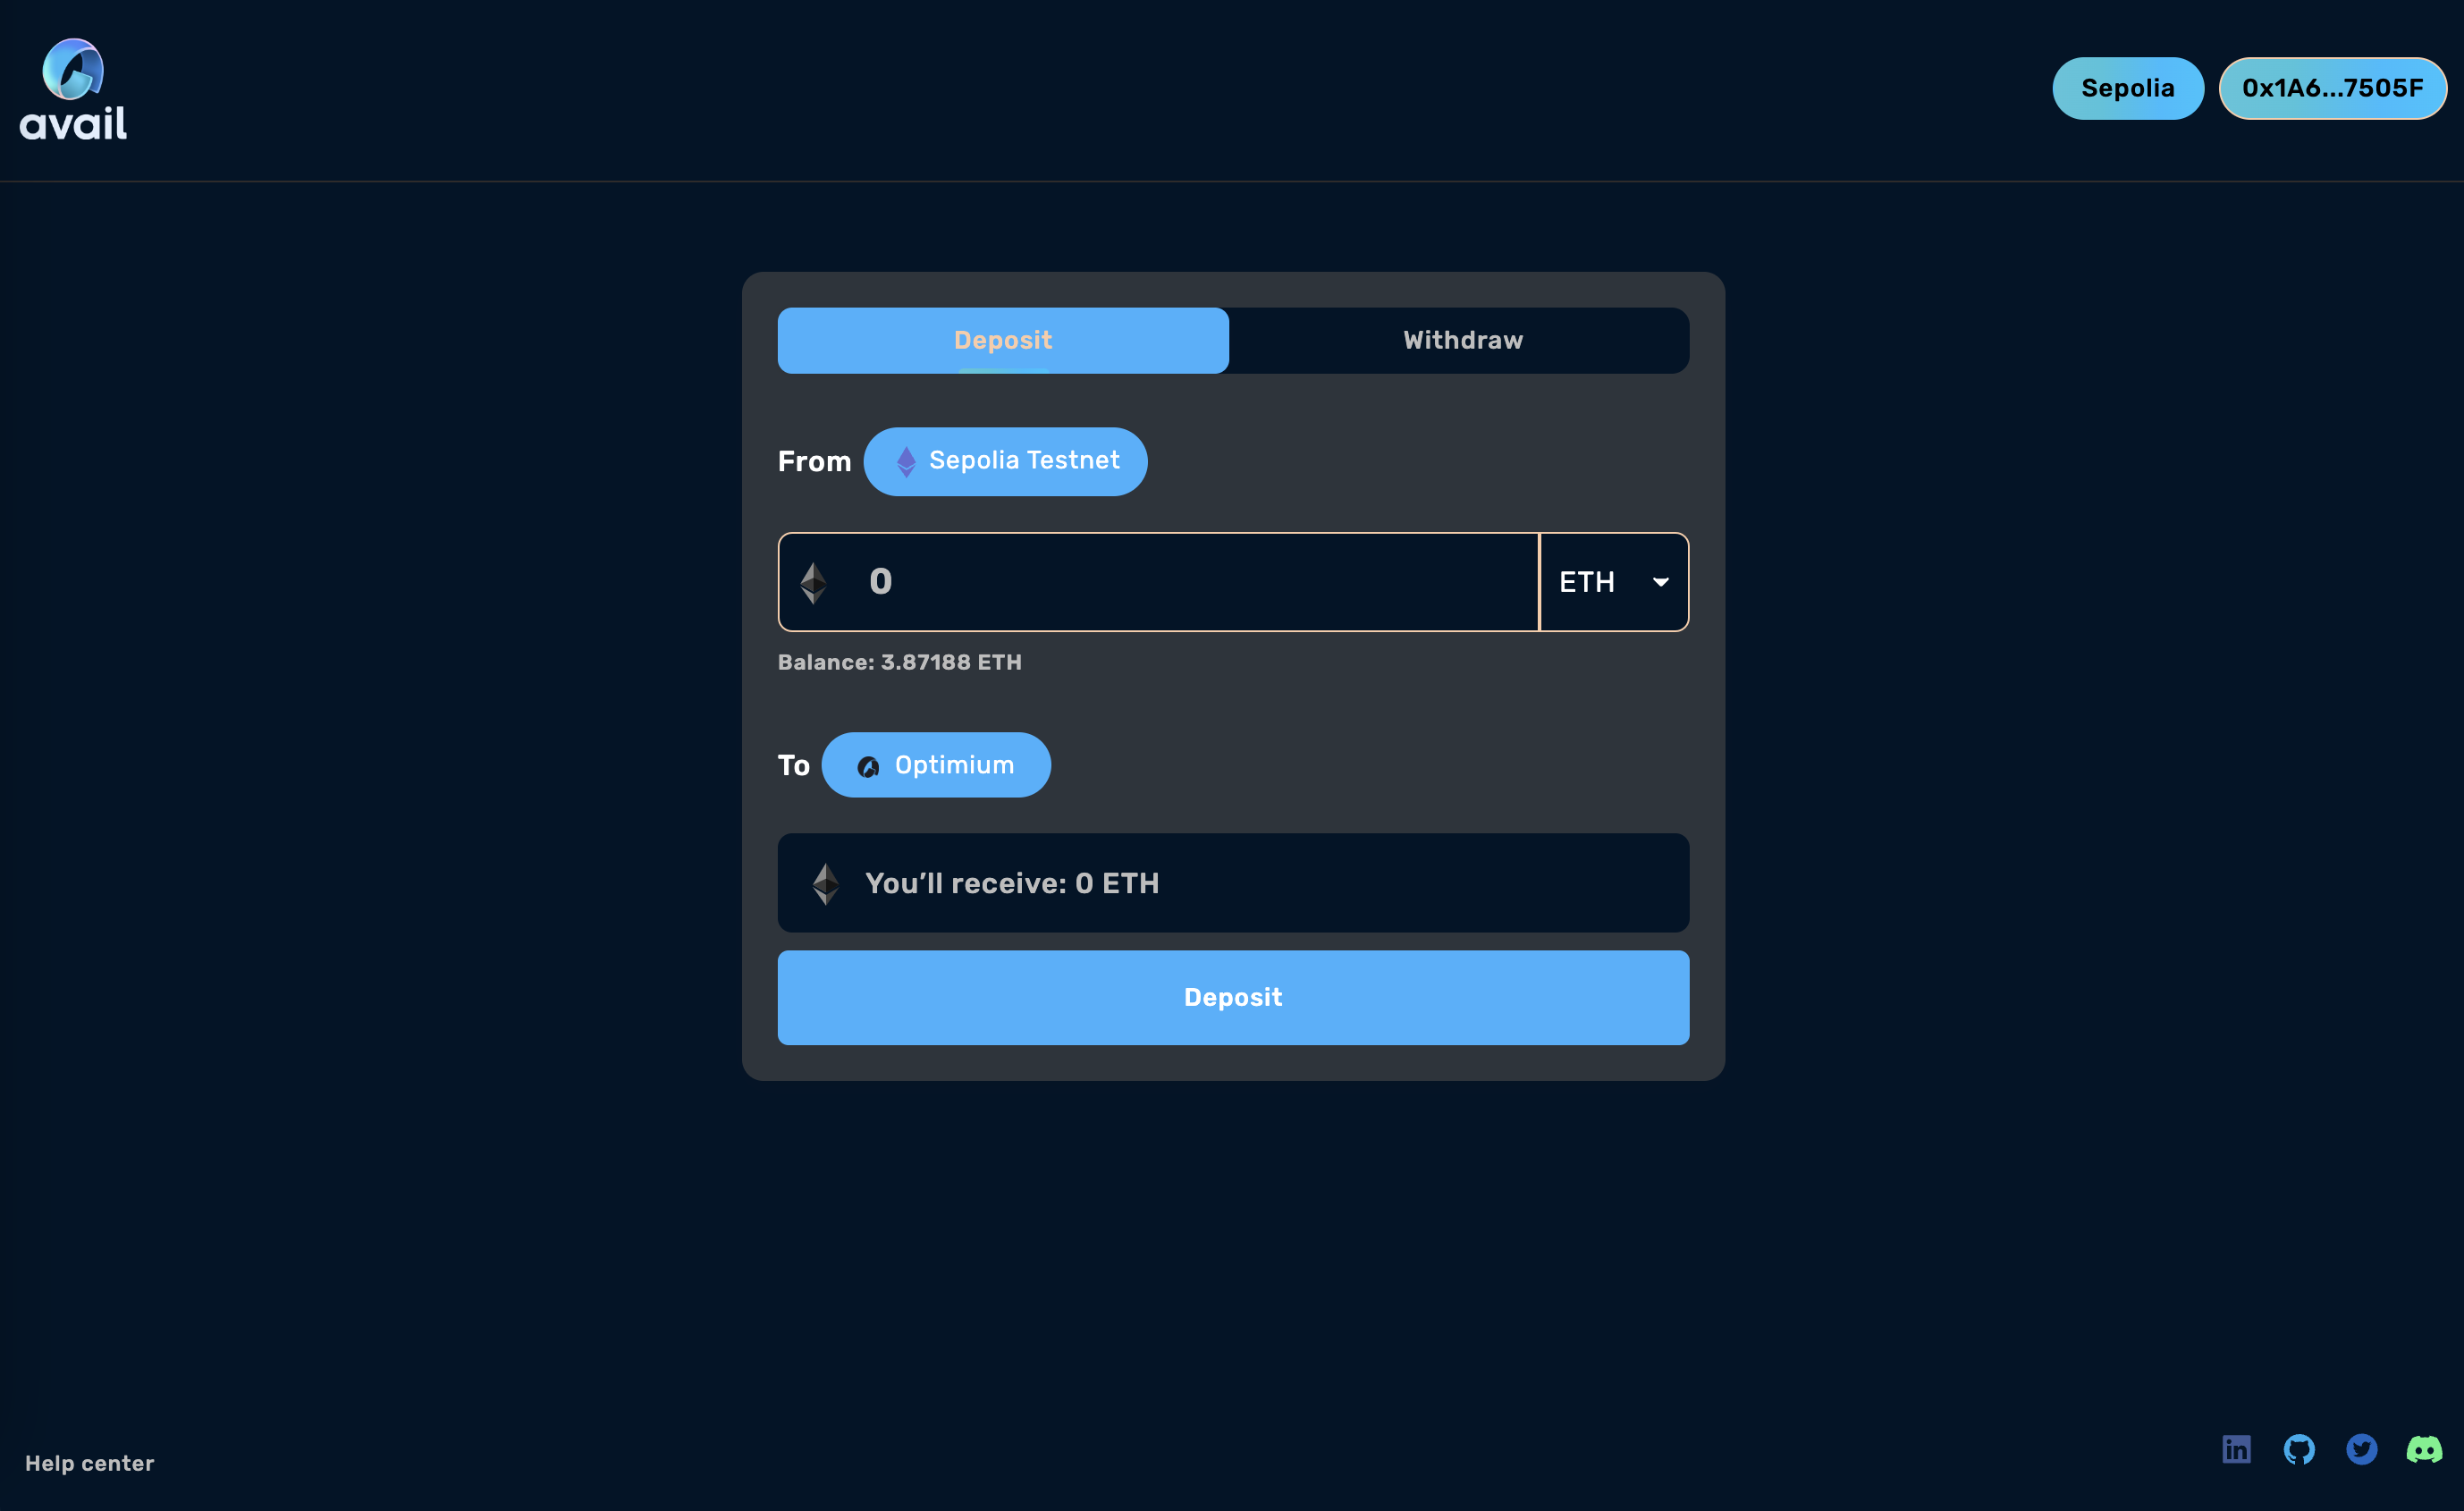 avail
Sepolia
0x1A6...7505F
Deposit
Withdraw
From
Sepolia Testnet
0
ETH
Balance: 3.87188 ETH
To
Optimium
You’ll receive: 0 ETH
Deposit
Help center
in